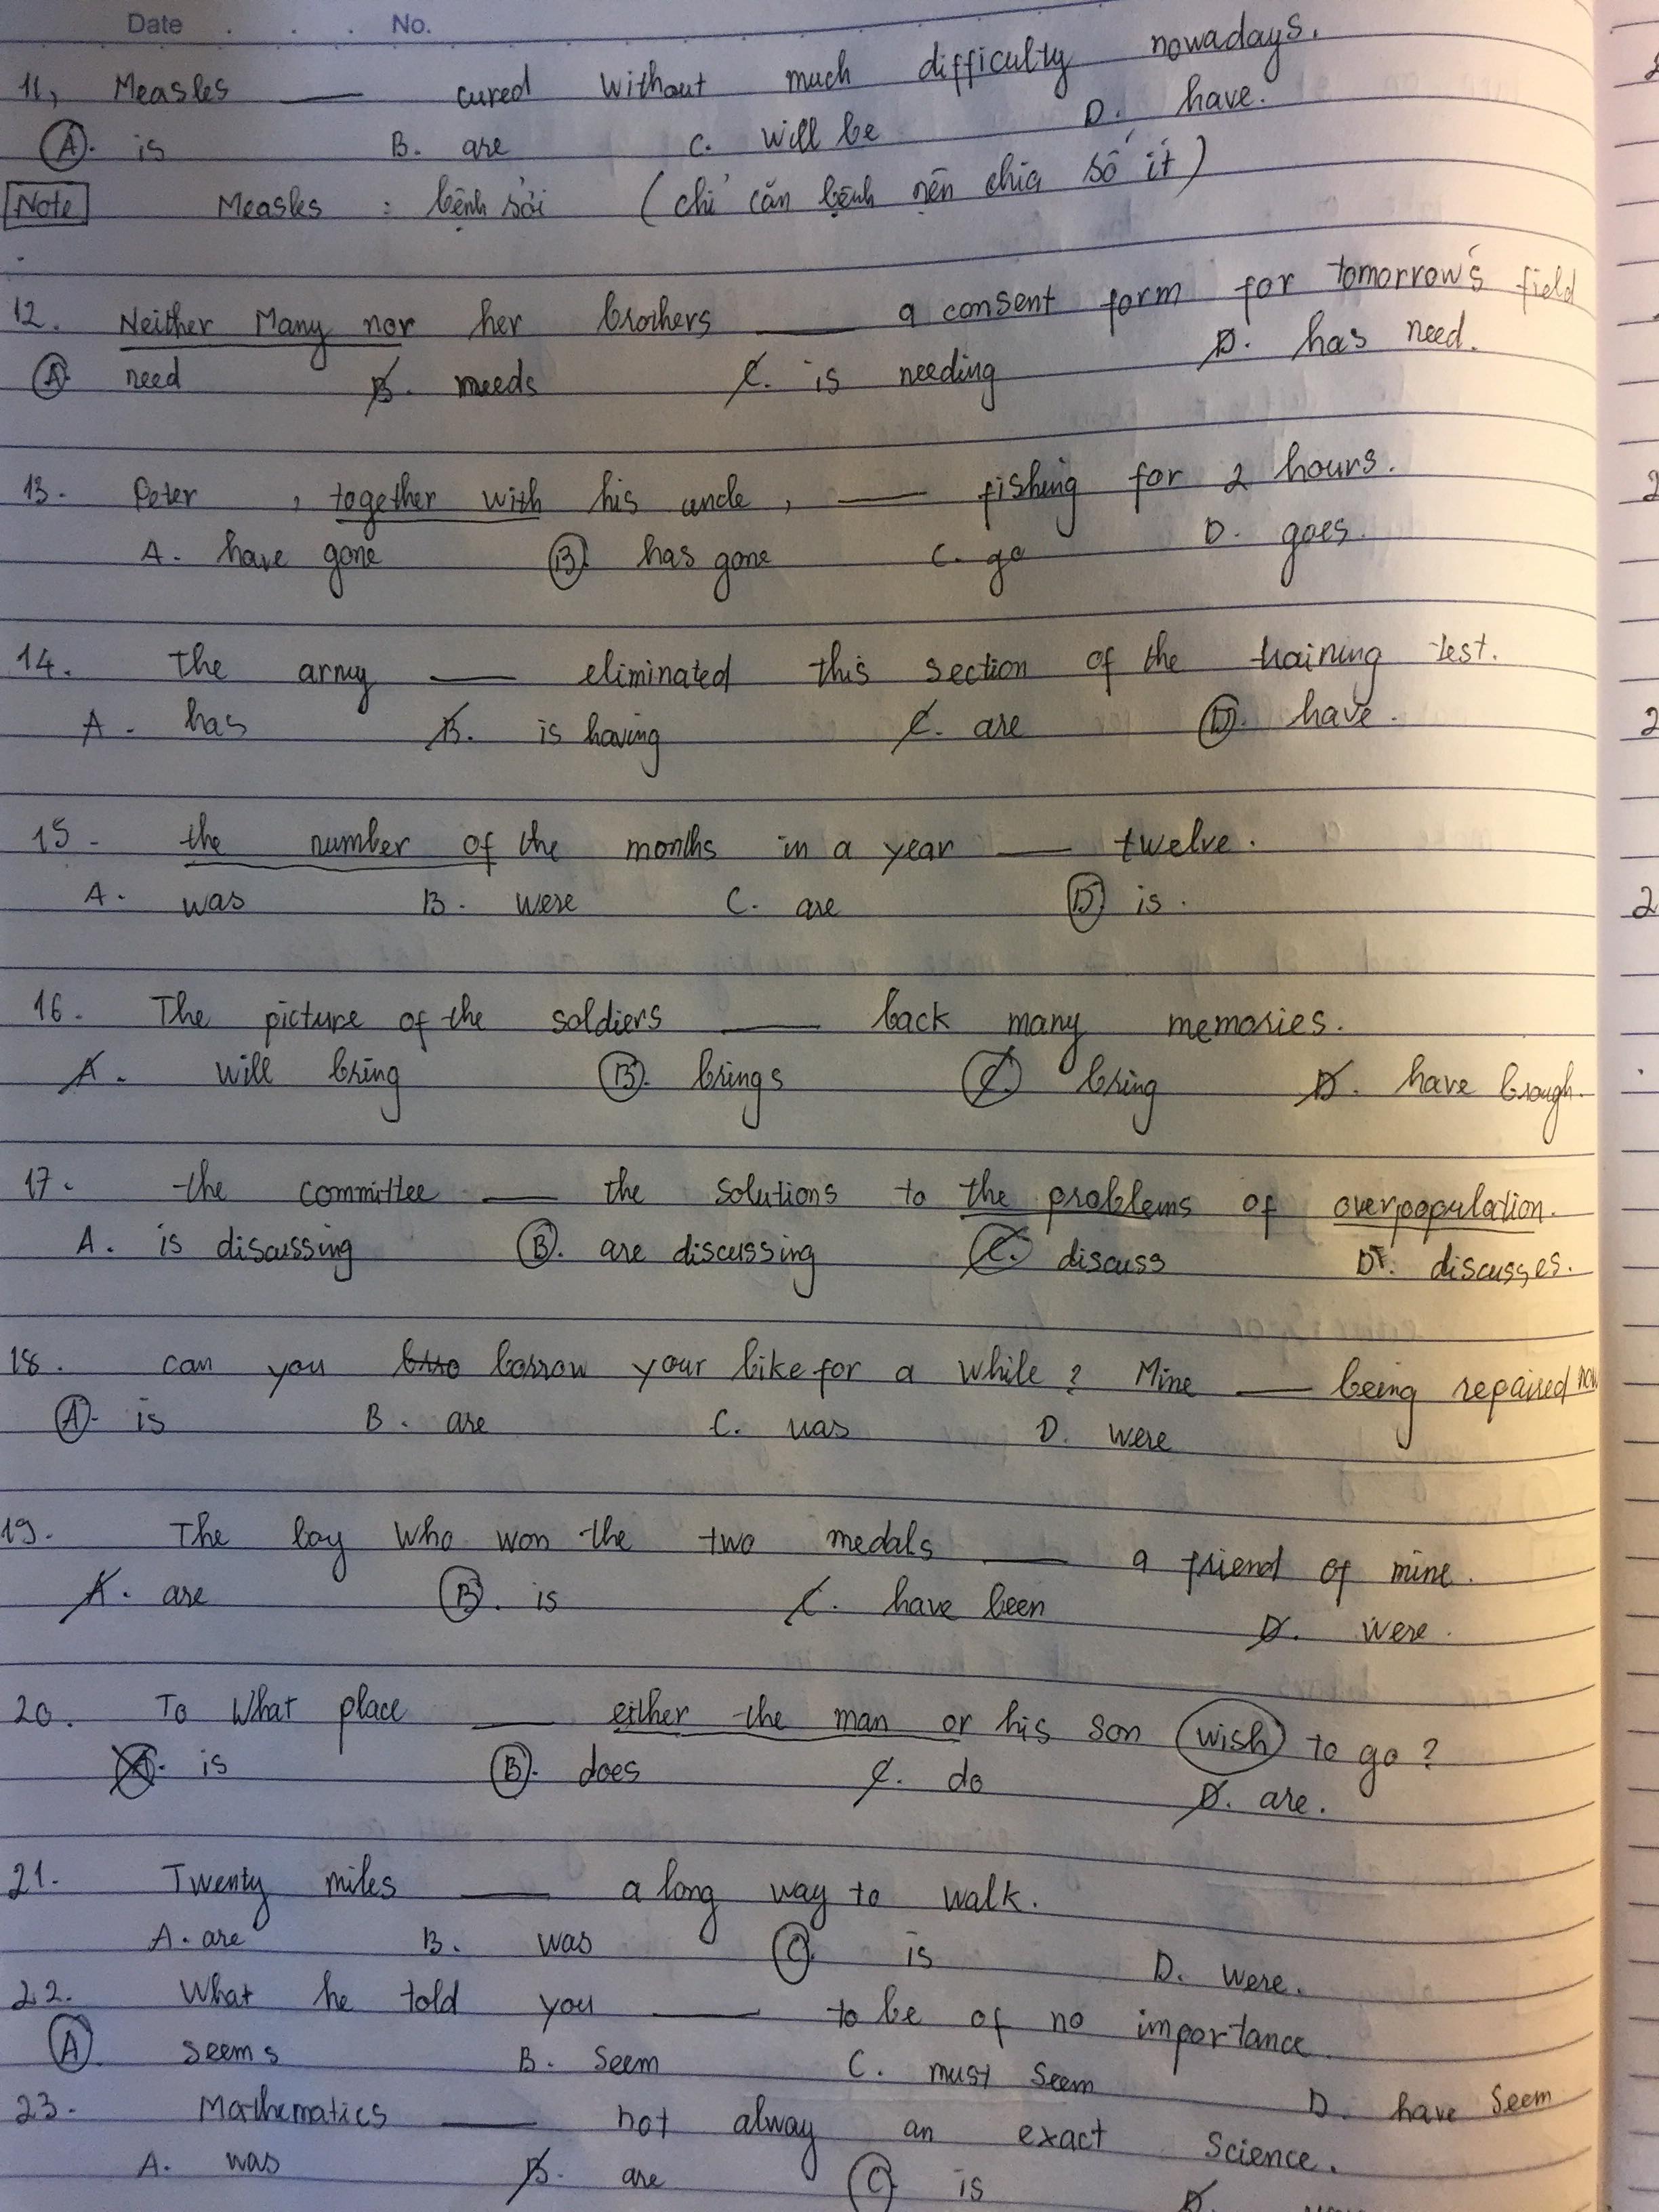 Date . . . No.
11, Measles ___ cured without much difficulty nowadays.
A. is B. are C. will be D. have.
Note Measles : bệnh sởi (chỉ căn bệnh nên chia số ít)
12. Neither Many nor her brothers ___ a consent form for tomorrow's field
A. need B. needs C. is needing D. has need.
13. Peter , together with his uncle , ___ fishing for 2 hours.
A. have gone B. has gone C. go D. goes.
14. The army ___ eliminated this section of the training test.
A. has B. is having C. are D. have.
15. the number of the months in a year ___ twelve.
A. was B. were C. are D. is.
16. The picture of the soldiers ___ back many memories.
A. will bring B. brings C. bring D. have brough.
17. the committee ___ the solutions to the problems of overpopulation.
A. is discussing B. are discussing C. discuss D. discusses.
18. can you borrow your bike for a while? Mine ___ being repaired now
A. is B. are C. was D. were
19. The boy who won the two medals ___ a friend of mine.
A. are B. is C. have been D. were.
20. To What place ___ either the man or his son wish to go?
A. is B. does C. do D. are.
21. Twenty miles ___ a long way to walk.
A. are B. was C. is D. were.
22. What he told you ___ to be of no importance.
A. seems B. Seem C. must Seem D. have Seem
23. Mathematics ___ not alway an exact Science.
A. was B. are C. is D.